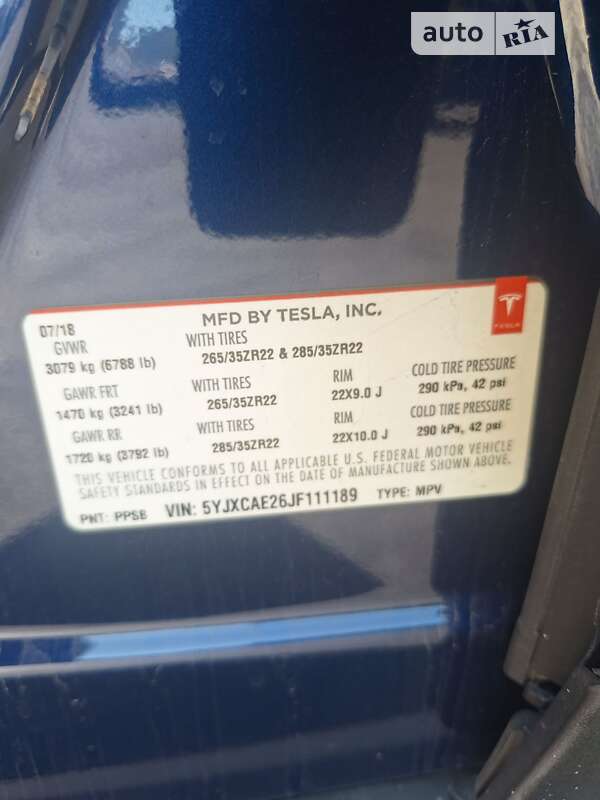 auto RIA
MFD BY TESLA, INC.
TESLA
07/18
GVWR WITH TIRES
3079 kg (6788 lb) 265/35ZR22 & 285/35ZR22
GAWR FRT WITH TIRES RIM COLD TIRE PRESSURE
1470 kg (3241 lb) 265/35ZR22 22X9.0 J 290 kPa, 42 psi
GAWR RR WITH TIRES RIM COLD TIRE PRESSURE
1720 kg (3792 lb) 285/35ZR22 22X10.0 J 290 kPa, 42 psi
THIS VEHICLE CONFORMS TO ALL APPLICABLE U.S. FEDERAL MOTOR VEHICLE
SAFETY STANDARDS IN EFFECT ON THE DATE OF MANUFACTURE SHOWN ABOVE.
PNT: PPSB VIN: 5YJXCAE26JF111189 TYPE: MPV